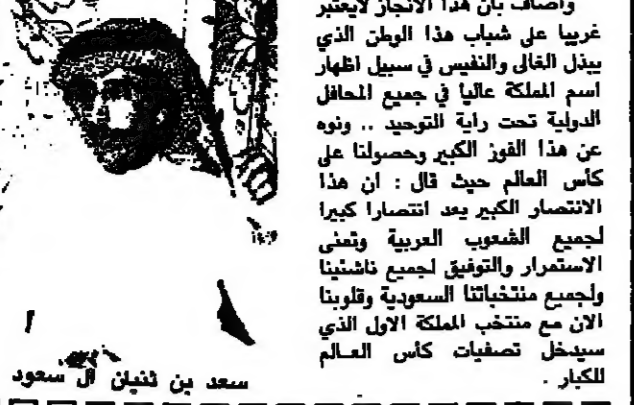 واضاف بان هذا الانجاز لايعتبر
غريبا على شباب هذا الوطن الذي
يبذل الغالى والنفيس في سبيل اظهار
اسم المملكة عاليا في جميع المحافل
الدولية تحت راية التوحيد .. ونوه
عن هذا الفوز الكبير وحصولنا على
كأس العالم حيث قال : ان هذا
الانتصار الكبير يعد انتصارا كبيرا
لجميع الشعوب العربية وتمنى
الاستمرار والتوفيق لجميع ناشئينا
ولجميع منتخباتنا السعودية وقلوبنا
الان مع منتخب المملكة الاول الذي
سيدخل تصفيات كأس العالم
للكبار .
سعد بن ثنيان آل سعود